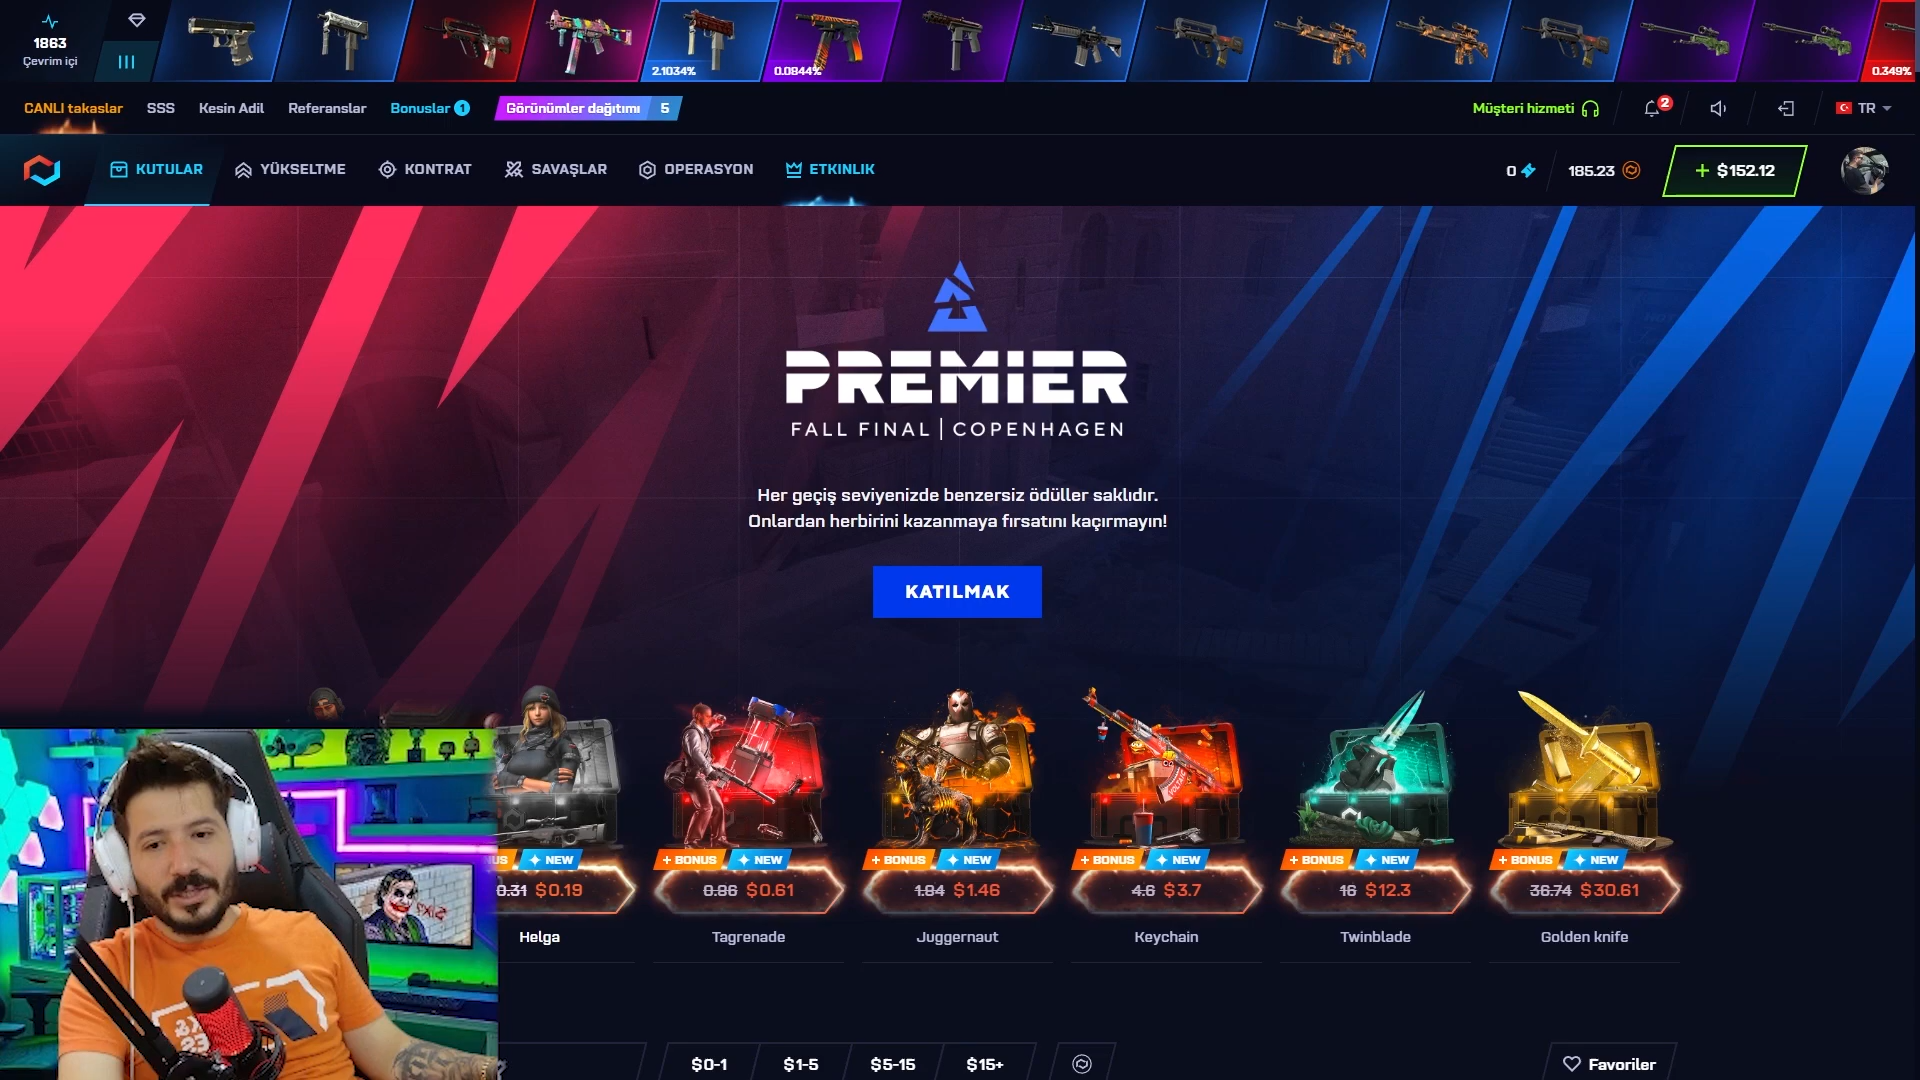 1863
Çevrim içi
2.1034%
0.0844%
0.349%
CANLI takaslar
SSS
Kesin Adil
Referanslar
Bonuslar 1
Görünümler dağıtımı 5
Müşteri hizmeti
2
TR
KUTULAR
YÜKSELTME
KONTRAT
SAVAŞLAR
OPERASYON
ETKINLIK
0
185.23
+ $152.12
PREMIER
FALL FINAL | COPENHAGEN
Her geçiş seviyenizde benzersiz ödüller saklıdır.
Onlardan herbirini kazanmaya fırsatını kaçırmayın!
KATILMAK
NEW
0.31 $0.19
Helga
+ BONUS NEW
0.86 $0.61
Tagrenade
+ BONUS NEW
1.84 $1.46
Juggernaut
+ BONUS NEW
4.6 $3.7
Keychain
+ BONUS NEW
16 $12.3
Twinblade
+ BONUS NEW
36.74 $30.61
Golden knife
$0-1
$1-5
$5-15
$15+
Favoriler